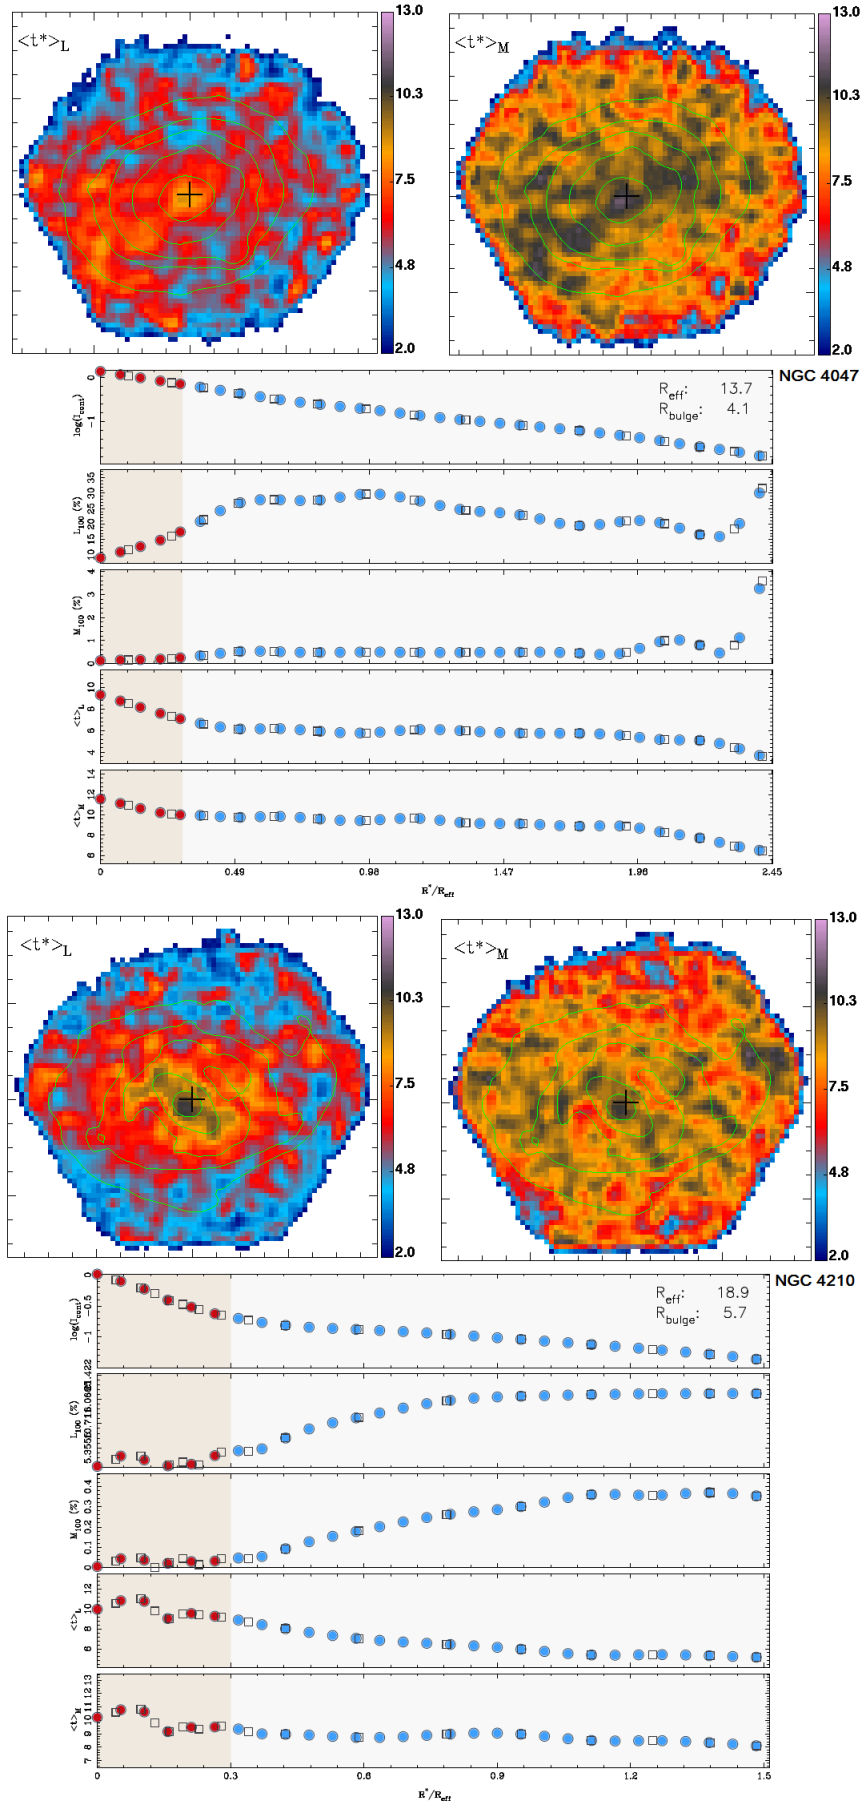 <t*>L
13.0
10.3
7.5
4.8
2.0
<t*>M
13.0
10.3
7.5
4.8
2.0
NGC 4047
Reff: 13.7
Rbulge: 4.1
log(Icont)
0
−1
L100 (%)
10 15 20 25 30 35
M100 (%)
0 1 2 3 4
<t>L
4 6 8 10
<t>M
6 8 10 12 14
0 0.49 0.98 1.47 1.96 2.45
R*/Reff
<t*>L
13.0
10.3
7.5
4.8
2.0
<t*>M
13.0
10.3
7.5
4.8
2.0
NGC 4210
Reff: 18.9
Rbulge: 5.7
log(Icont)
0
−0.5
−1
L100 (%)
M100 (%)
0 0.1 0.2 0.3 0.4
<t>L
6 8 10 12
<t>M
7 8 9 10 11 12 13
0 0.3 0.6 0.9 1.2 1.5
R*/Reff